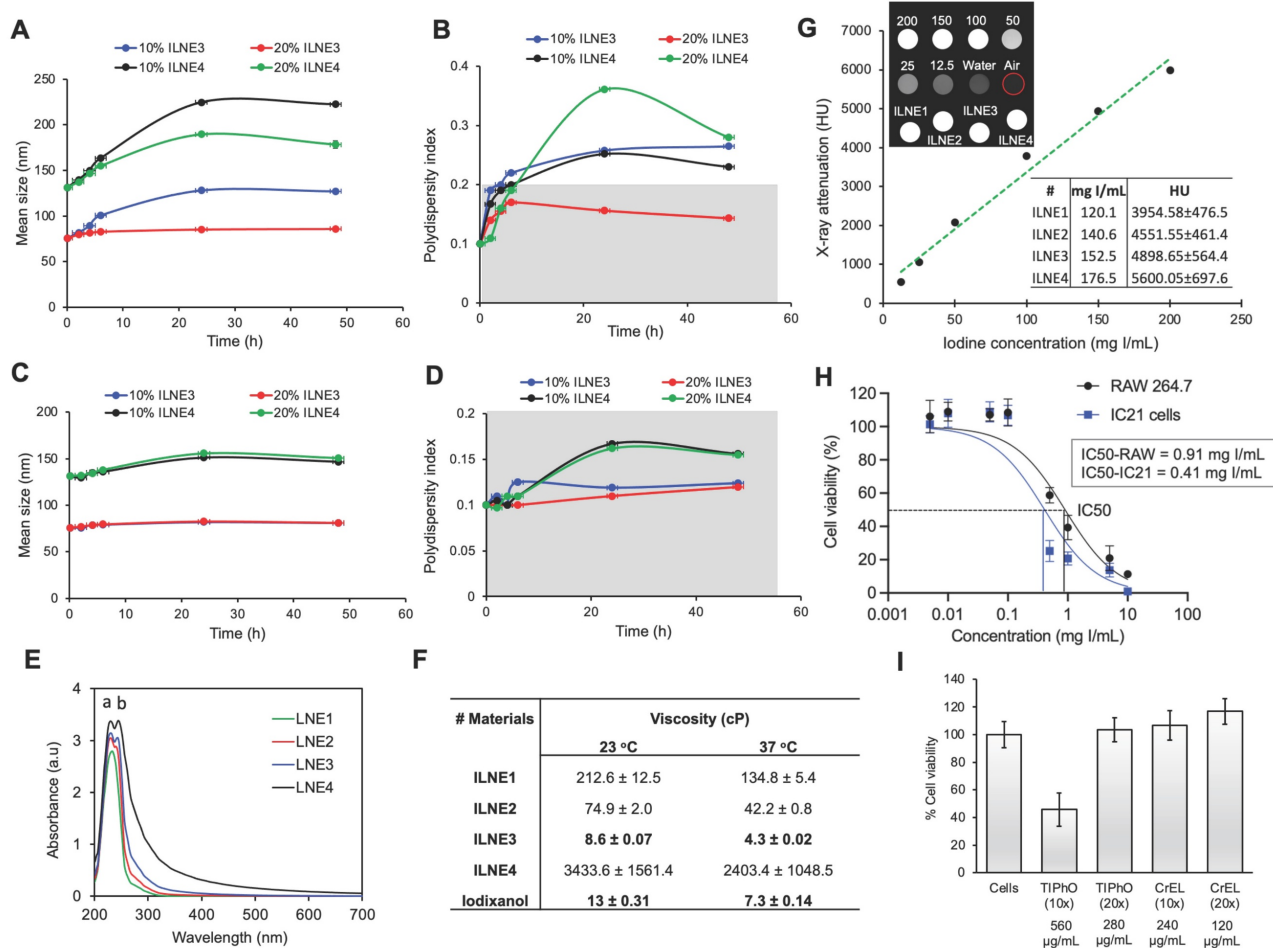 A
10% ILNE3
20% ILNE3
10% ILNE4
20% ILNE4
250
200
150
100
50
0
Mean size (nm)
0
20
40
60
Time (h)
B
10% ILNE3
20% ILNE3
10% ILNE4
20% ILNE4
0.4
0.3
0.2
0.1
0
Polydispersity index
0
20
40
60
Time (h)
C
10% ILNE3
20% ILNE3
10% ILNE4
20% ILNE4
200
150
100
50
0
Mean size (nm)
0
10
20
30
40
50
60
Time (h)
D
10% ILNE3
20% ILNE3
10% ILNE4
20% ILNE4
0.2
0.15
0.1
0.05
0
Polydispersity index
0
20
40
60
Time (h)
E
a b
LNE1
LNE2
LNE3
LNE4
4
3
2
1
0
Absorbance (a.u)
200
300
400
500
600
700
Wavelength (nm)
F
# Materials
Viscosity (cP)
23 °C
37 °C
ILNE1
212.6 ± 12.5
134.8 ± 5.4
ILNE2
74.9 ± 2.0
42.2 ± 0.8
ILNE3
8.6 ± 0.07
4.3 ± 0.02
ILNE4
3433.6 ± 1561.4
2403.4 ± 1048.5
Iodixanol
13 ± 0.31
7.3 ± 0.14
G
200
150
100
50
25
12.5
Water
Air
ILNE1
ILNE2
ILNE3
ILNE4
7000
6000
5000
4000
3000
2000
1000
0
X-ray attenuation (HU)
#
mg I/mL
HU
ILNE1
120.1
3954.58±476.5
ILNE2
140.6
4551.55±461.4
ILNE3
152.5
4898.65±564.4
ILNE4
176.5
5600.05±697.6
0
50
100
150
200
250
Iodine concentration (mg I/mL)
H
RAW 264.7
IC21 cells
IC50-RAW = 0.91 mg I/mL
IC50-IC21 = 0.41 mg I/mL
IC50
120
100
80
60
40
20
0
Cell viability (%)
0.001
0.01
0.1
1
10
100
Concentration (mg I/mL)
I
140
120
100
80
60
40
20
0
% Cell viability
Cells
TIPhO
(10x)
560
µg/mL
TIPhO
(20x)
280
µg/mL
CrEL
(10x)
240
µg/mL
CrEL
(20x)
120
µg/mL